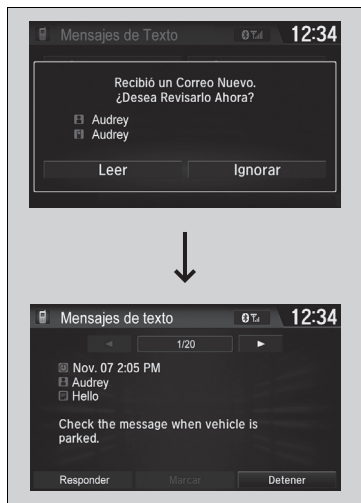 Mensajes de Texto 12:34
Recibió un Correo Nuevo.
¿Desea Revisarlo Ahora?
Audrey
Audrey
Leer Ignorar
Mensajes de texto 12:34
1/20
Nov. 07 2:05 PM
Audrey
Hello
Check the message when vehicle is
parked.
Responder Marcar Detener